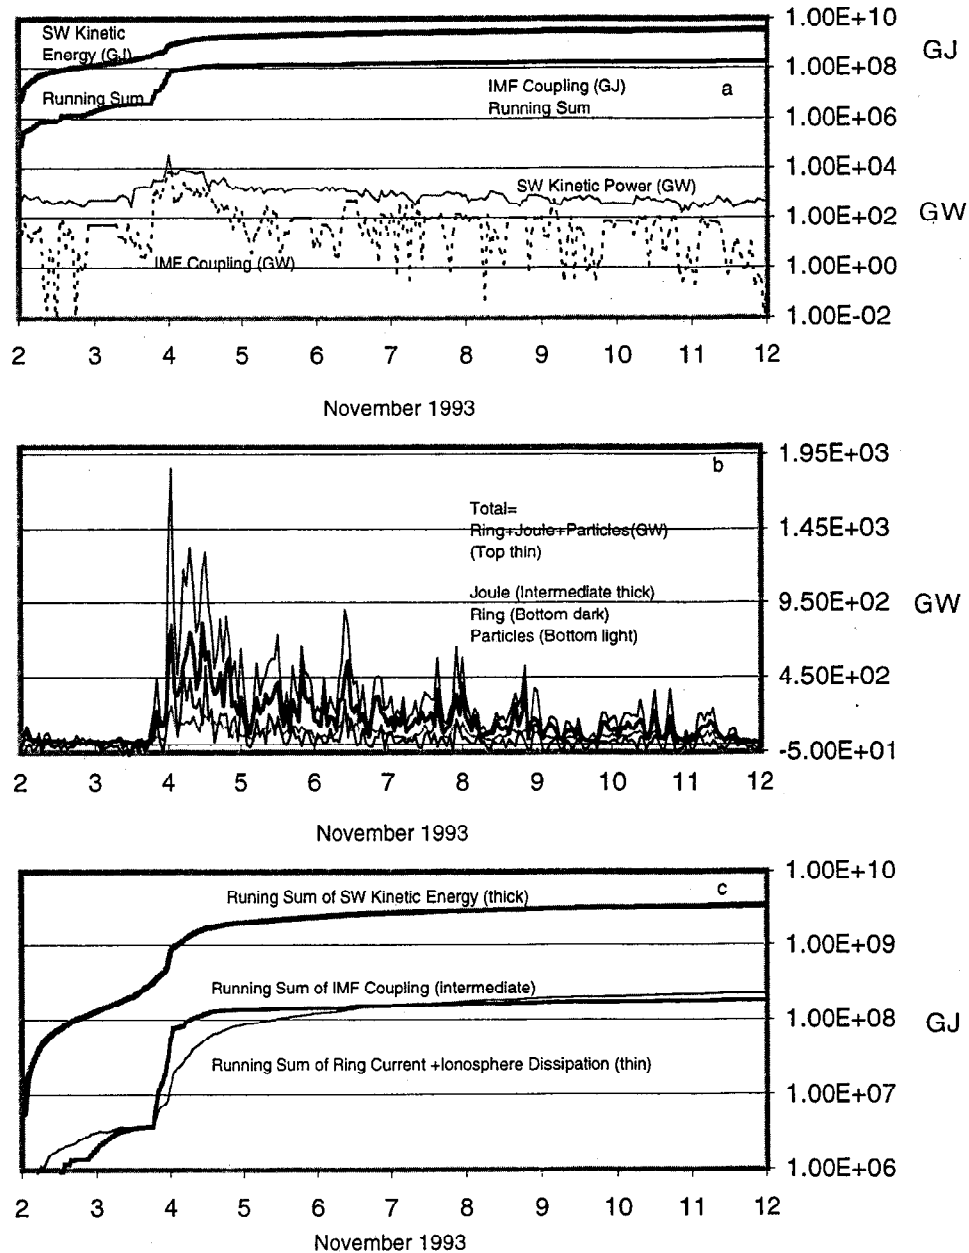 1.00E+10
SW Kinetic
Energy (GJ)
GJ
1.00E+08
Running Sum
IMF Coupling (GJ)
a
Running Sum
1.00E+06
1.00E+04
SW Kinetic Power (GW)
1.00E+02
GW
IMF Coupling (GW)
1.00E+00
1.00E-02
2 3 4 5 6 7 8 9 10 11 12
November 1993
1.95E+03
b
Total=
Ring+Joule+Particles(GW)
1.45E+03
(Top thin)
Joule (Intermediate thick)
9.50E+02
GW
Ring (Bottom dark)
Particles (Bottom light)
4.50E+02
-5.00E+01
2 3 4 5 6 7 8 9 10 11 12
November 1993
1.00E+10
Runing Sum of SW Kinetic Energy (thick)
c
1.00E+09
Running Sum of IMF Coupling (intermediate)
1.00E+08
GJ
Running Sum of Ring Current +Ionosphere Dissipation (thin)
1.00E+07
1.00E+06
2 3 4 5 6 7 8 9 10 11 12
November 1993